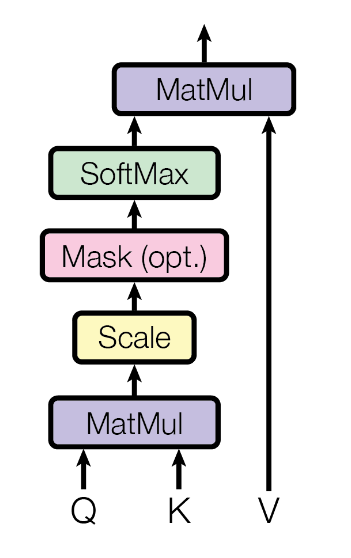 MatMul
SoftMax
Mask (opt.)
Scale
MatMul
Q K V